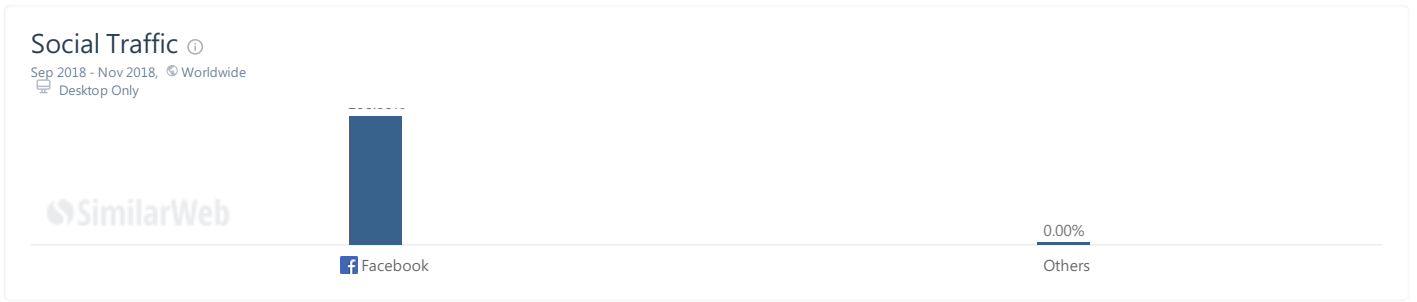 Social Traffic
Sep 2018 - Nov 2018, Worldwide
Desktop Only
SimilarWeb
0.00%
Facebook
Others